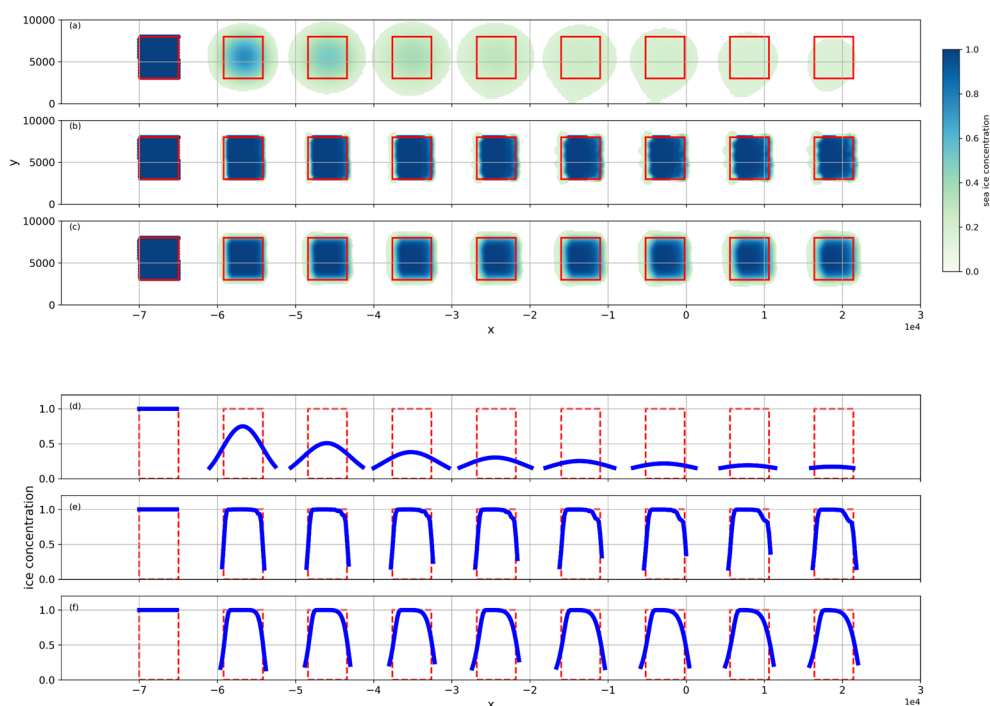 10000
(a)
5000
0
10000
(b)
y
5000
0
10000
(c)
5000
0
−7 −6 −5 −4 −3 −2 −1 0 1 2 3
x
1e4
1.0
0.8
0.6
0.4
0.2
0.0
sea ice concentration
(d)
1.0
0.5
0.0
(e)
1.0
0.5
0.0
ice concentration
(f)
1.0
0.5
0.0
−7 −6 −5 −4 −3 −2 −1 0 1 2 3
x
1e4